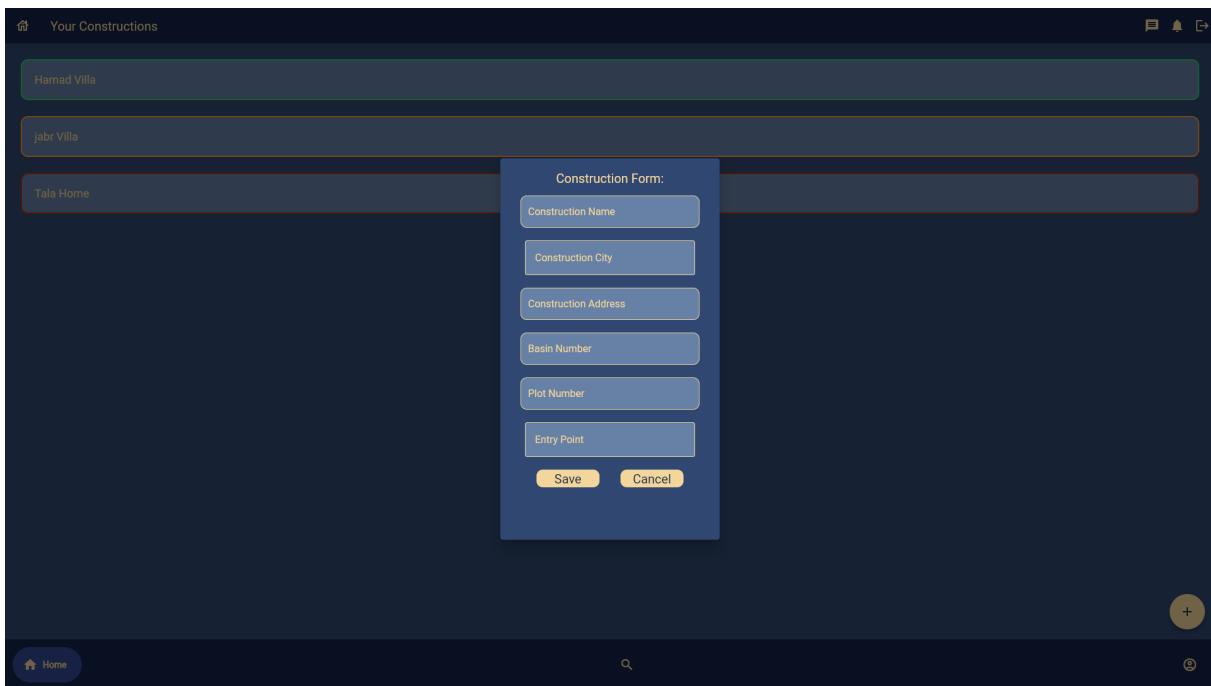 Your Constructions
Hamad Villa
jabr Villa
Tala Home
Construction Form:
Construction Name
Construction City
Construction Address
Basin Number
Plot Number
Entry Point
Save Cancel
+
Home